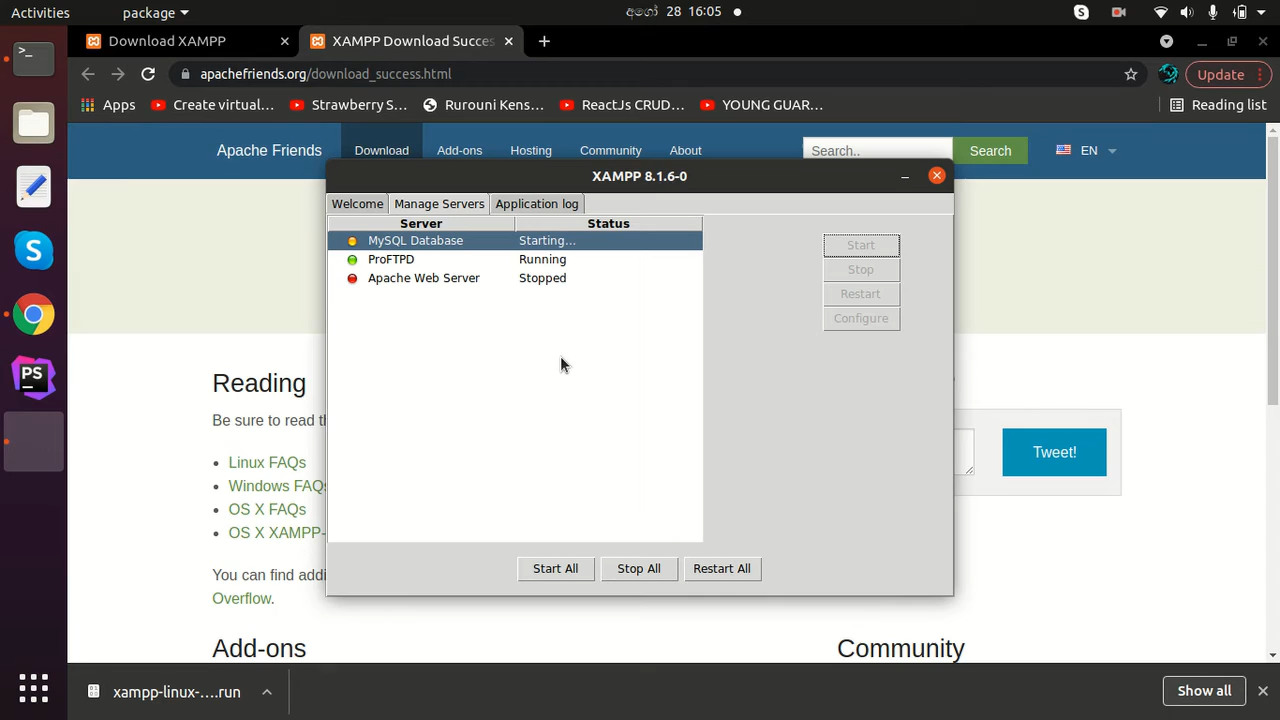 Activities
package
අගෝ 28 16:05
Download XAMPP
XAMPP Download Succes
apachefriends.org/download_success.html
Update
Apps
Create virtual...
Strawberry S...
Rurouni Kens...
ReactJs CRUD...
YOUNG GUAR...
Reading list
Apache Friends
Download
Add-ons
Hosting
Community
About
Search..
Search
EN
XAMPP 8.1.6-0
Welcome
Manage Servers
Application log
Server
Status
MySQL Database
Starting...
ProFTPD
Running
Apache Web Server
Stopped
Start
Stop
Restart
Configure
Start All
Stop All
Restart All
Reading
Be sure to read th
Linux FAQs
Windows FAQs
OS X FAQs
OS X XAMPP-
You can find addi
Overflow.
Tweet!
Add-ons
Community
PS
xampp-linux-....run
Show all